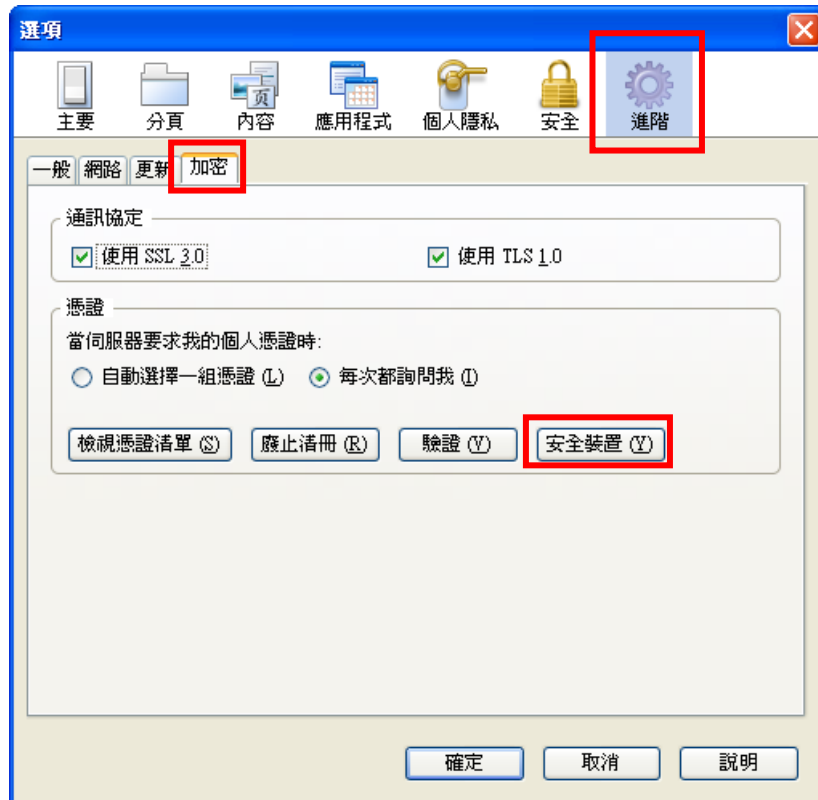 選項
主要 分頁 內容 應用程式 個人隱私 安全 進階
一般 網路 更新 加密
通訊協定
使用 SSL 3.0 使用 TLS 1.0
憑證
當伺服器要求我的個人憑證時:
自動選擇一組憑證 (L) 每次都詢問我 (I)
檢視憑證清單 (S) 廢止清冊 (R) 驗證 (V) 安全裝置 (Y)
確定 取消 說明